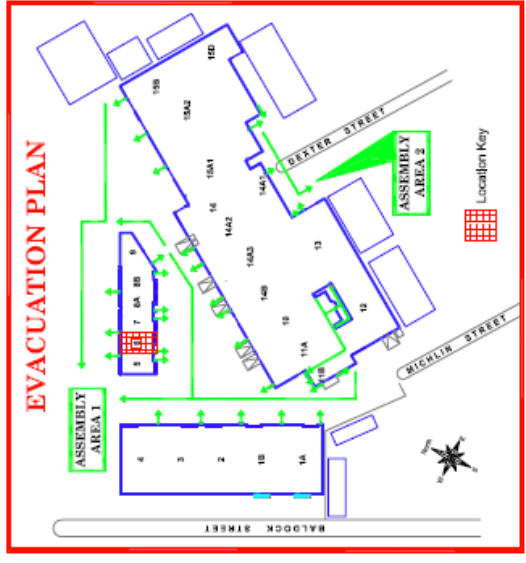 EVACUATION PLAN
15D
15B
15A2
15A1
14
14A2
14A1
14A3
14B
13
12
10
11A
11B
9
8B
8A
7
5
DEXTER STREET
ASSEMBLY
AREA 2
Location Key
MICHLIN STREET
ASSEMBLY
AREA 1
4
3
2
1B
1A
North
BALDOCK STREET